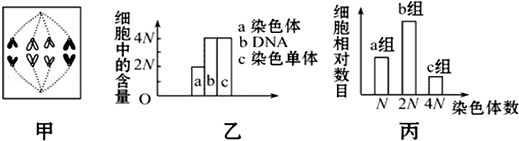 细胞中的含量
4N
2N
O
a b c
a 染色体
b DNA
c 染色单体
细胞相对数目
a组
b组
c组
N 2N 4N 染色体数
甲 乙 丙